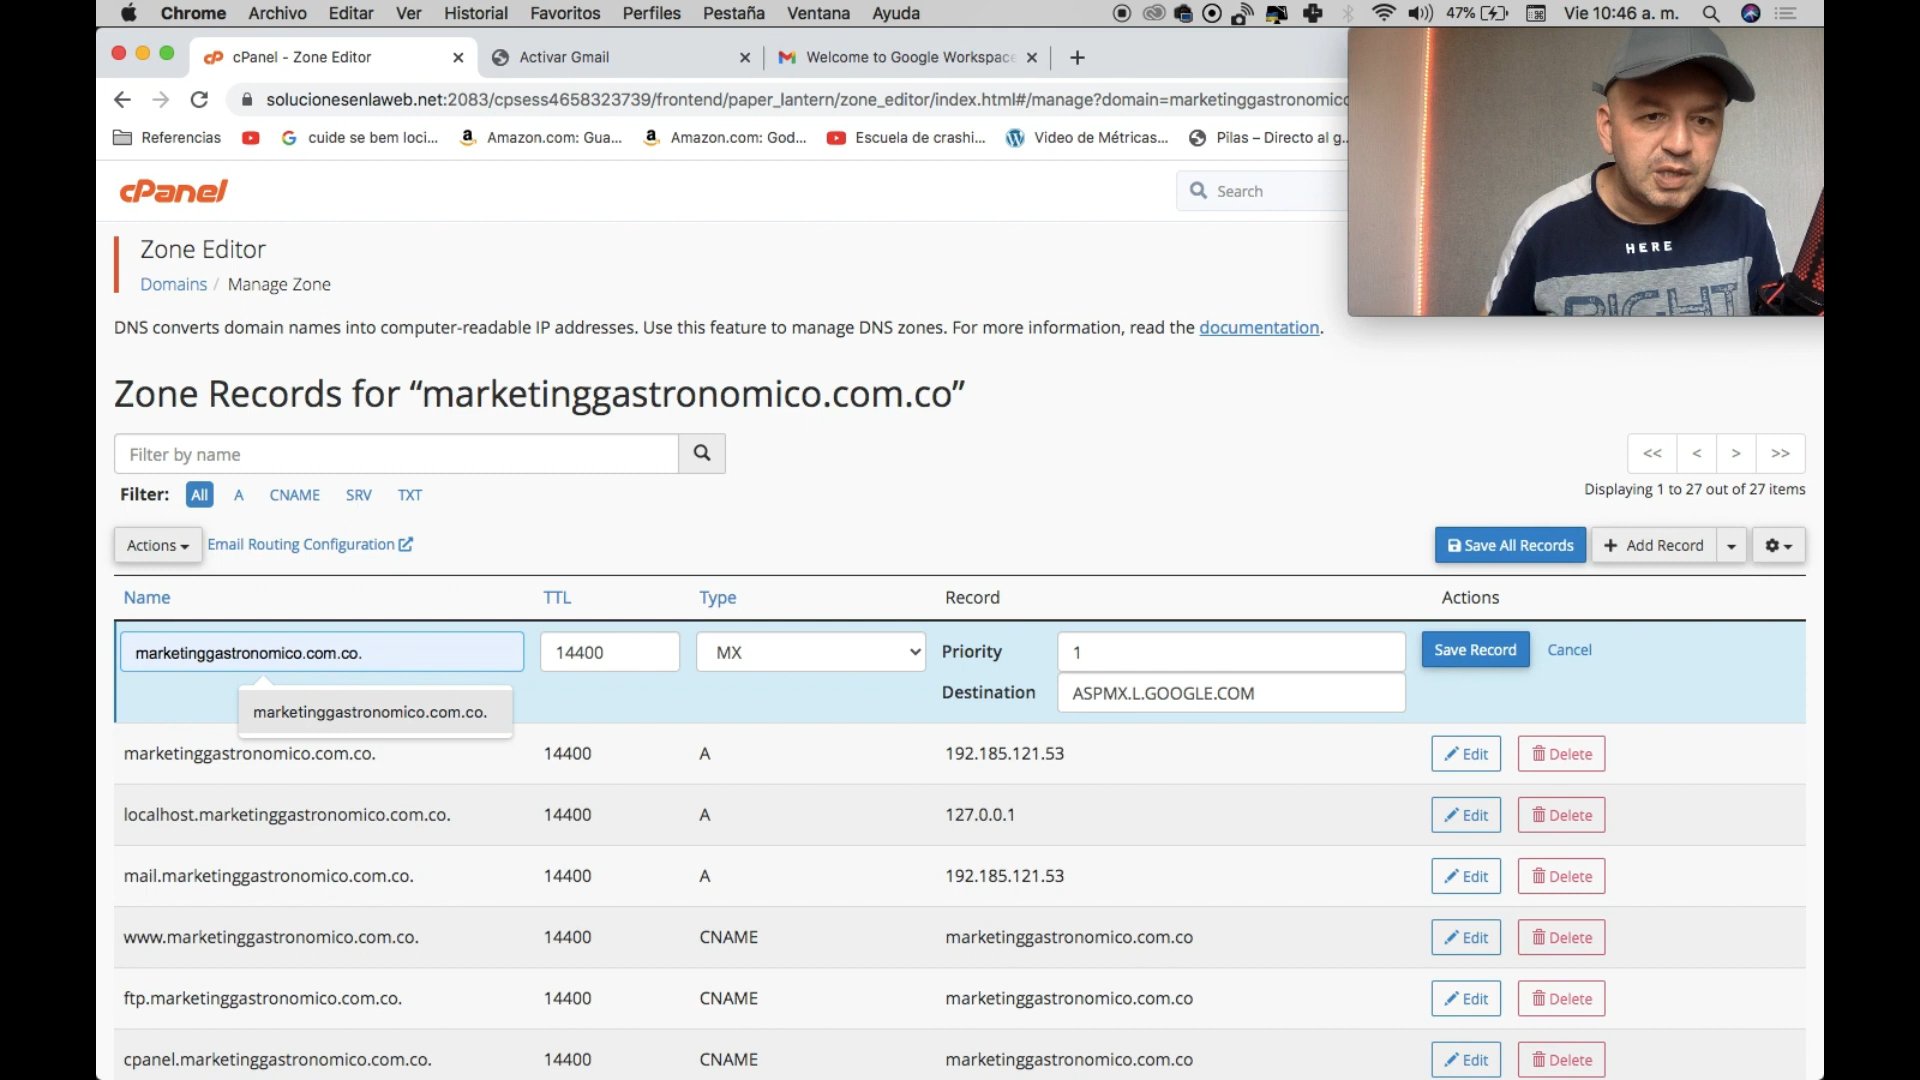 Chrome Archivo Editar Ver Historial Favoritos Perfiles Pestaña Ventana Ayuda 47% Vie 10:46 a. m.
cPanel - Zone Editor Activar Gmail Welcome to Google Workspace
solucionesenlaweb.net:2083/cpsess4658323739/frontend/paper_lantern/zone_editor/index.html#/manage?domain=marketinggastronomico
Referencias cuide se bem loci... Amazon.com: Gua... Amazon.com: God... Escuela de crashi... Video de Métricas... Pilas – Directo al g...
cPanel Search
HERE
RIGHT
Zone Editor
Domains / Manage Zone
DNS converts domain names into computer-readable IP addresses. Use this feature to manage DNS zones. For more information, read the documentation.
Zone Records for “marketinggastronomico.com.co”
Filter by name << < > >>
Filter: All A CNAME SRV TXT Displaying 1 to 27 out of 27 items
Actions Email Routing Configuration Save All Records + Add Record
Name TTL Type Record Actions
marketinggastronomico.com.co. 14400 MX Priority 1 Save Record Cancel
Destination ASPMX.L.GOOGLE.COM
marketinggastronomico.com.co.
marketinggastronomico.com.co. 14400 A 192.185.121.53 Edit Delete
localhost.marketinggastronomico.com.co. 14400 A 127.0.0.1 Edit Delete
mail.marketinggastronomico.com.co. 14400 A 192.185.121.53 Edit Delete
www.marketinggastronomico.com.co. 14400 CNAME marketinggastronomico.com.co Edit Delete
ftp.marketinggastronomico.com.co. 14400 CNAME marketinggastronomico.com.co Edit Delete
cpanel.marketinggastronomico.com.co. 14400 CNAME marketinggastronomico.com.co Edit Delete